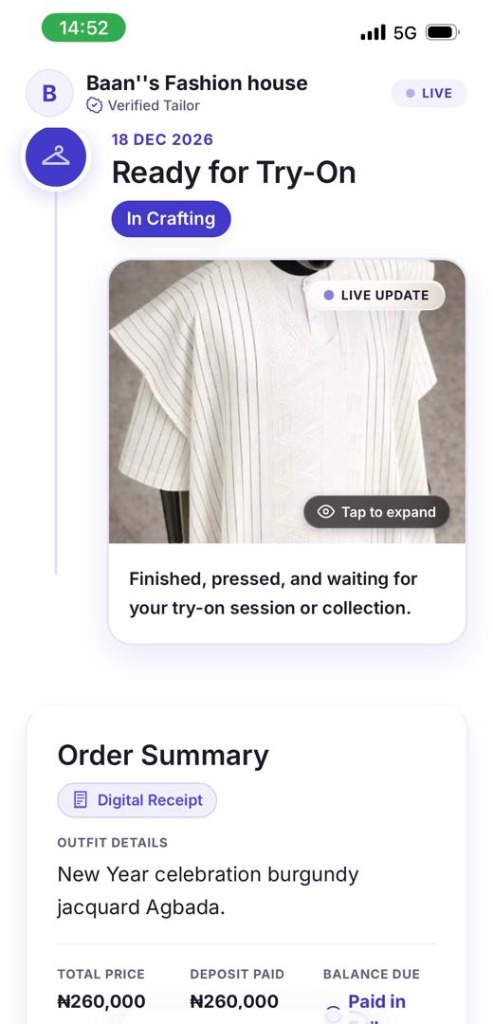 14:52
5G
B
Baan''s Fashion house
Verified Tailor
LIVE
18 DEC 2026
Ready for Try-On
In Crafting
LIVE UPDATE
Tap to expand
Finished, pressed, and waiting for
your try-on session or collection.
Order Summary
Digital Receipt
OUTFIT DETAILS
New Year celebration burgundy
jacquard Agbada.
TOTAL PRICE DEPOSIT PAID BALANCE DUE
₦260,000 ₦260,000 Paid in